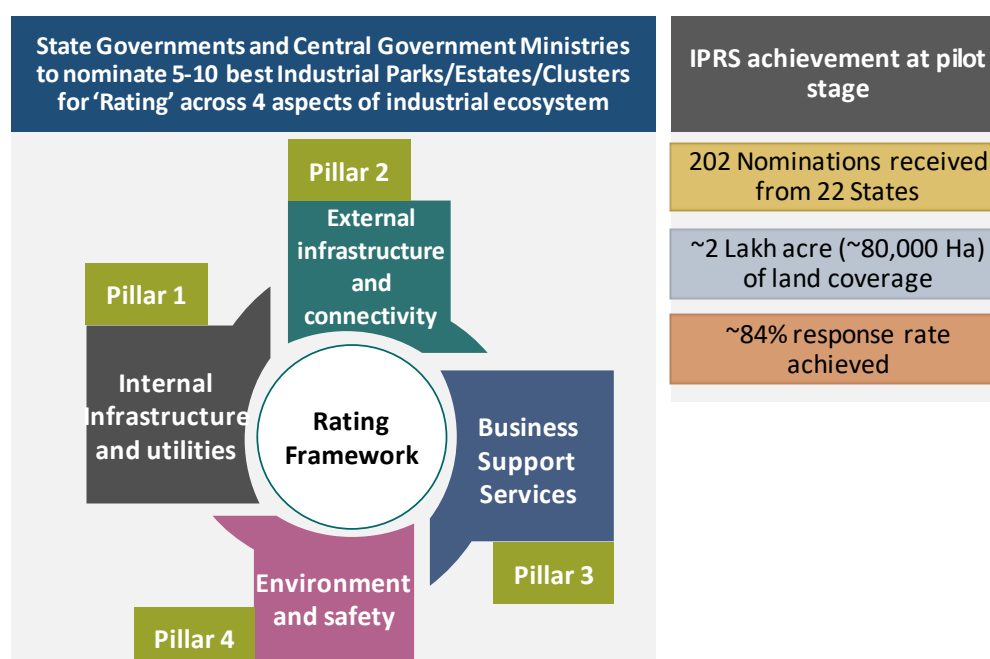 State Governments and Central Government Ministries
to nominate 5-10 best Industrial Parks/Estates/Clusters
for ‘Rating’ across 4 aspects of industrial ecosystem
IPRS achievement at pilot
stage
202 Nominations received
from 22 States
~2 Lakh acre (~80,000 Ha)
of land coverage
~84% response rate
achieved
Pillar 1
Internal
Infrastructure
and utilities
Pillar 2
External
infrastructure
and
connectivity
Rating
Framework
Business
Support
Services
Pillar 3
Environment
and safety
Pillar 4